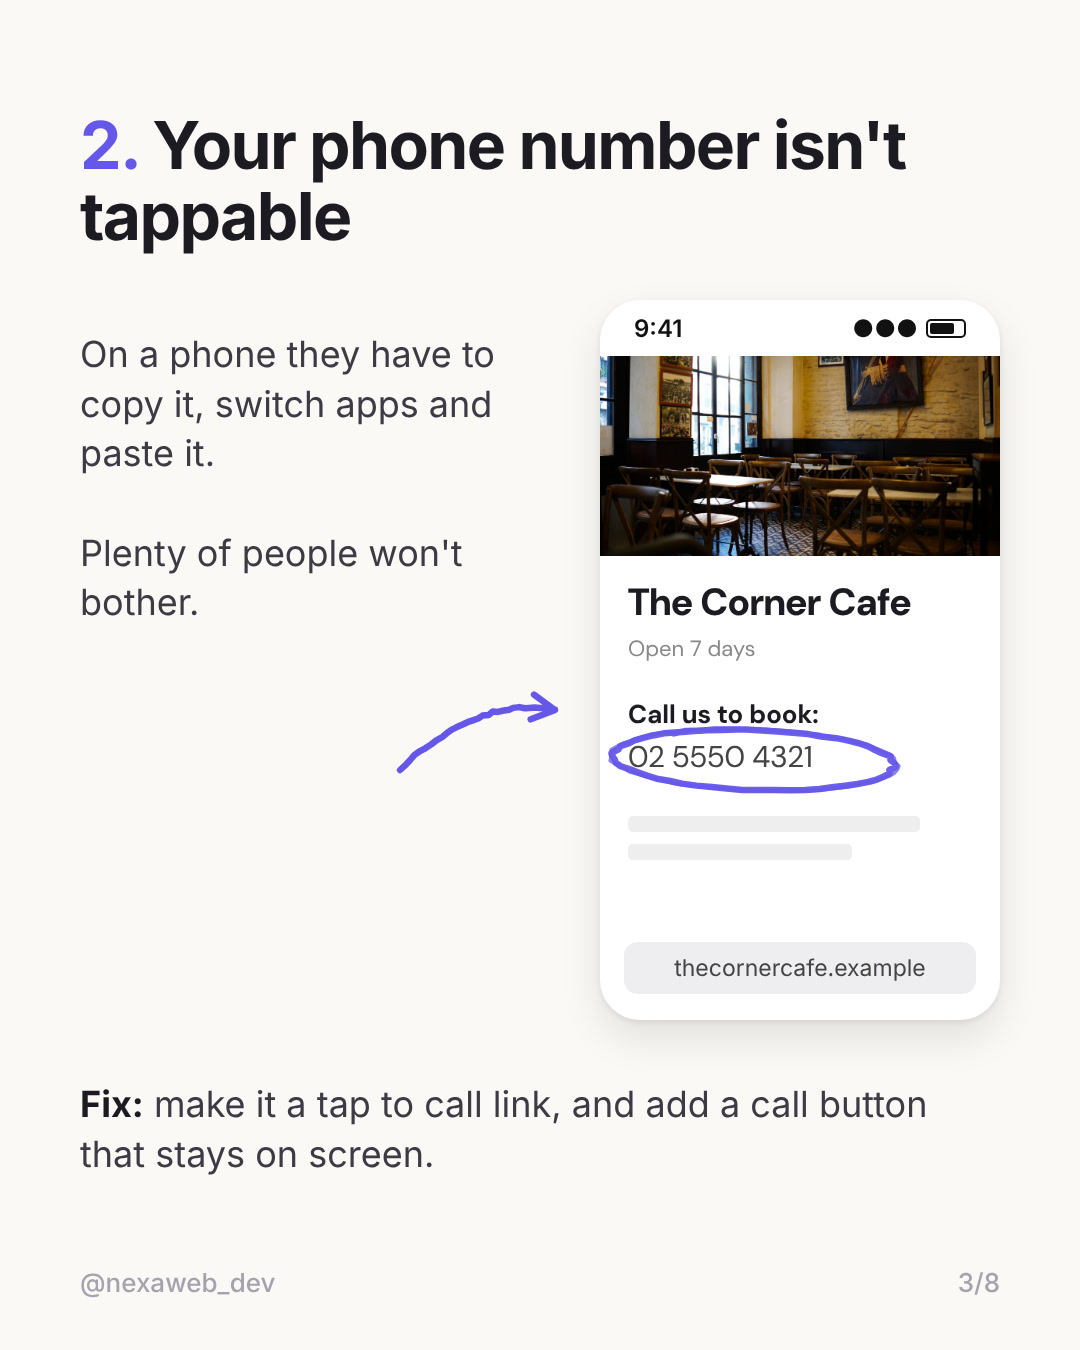 2. Your phone number isn't
tappable
On a phone they have to
copy it, switch apps and
paste it.
Plenty of people won't
bother.
9:41
The Corner Cafe
Open 7 days
Call us to book:
02 5550 4321
thecornercafe.example
Fix: make it a tap to call link, and add a call button
that stays on screen.
@nexaweb_dev
3/8